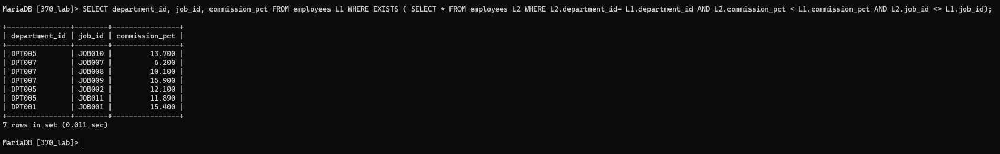 MariaDB [370_lab]> SELECT department_id, job_id, commission_pct FROM employees L1 WHERE EXISTS ( SELECT * FROM employees L2 WHERE L2.department_id= L1.department_id AND L2.commission_pct < L1.commission_pct AND L2.job_id <> L1.job_id);
+---------------+--------+----------------+
| department_id | job_id | commission_pct |
+---------------+--------+----------------+
| DPT005        | JOB010 |         13.700 |
| DPT007        | JOB007 |          6.200 |
| DPT007        | JOB008 |         10.100 |
| DPT007        | JOB009 |         15.900 |
| DPT005        | JOB002 |         12.100 |
| DPT005        | JOB011 |         11.890 |
| DPT001        | JOB001 |         15.400 |
+---------------+--------+----------------+
7 rows in set (0.011 sec)
MariaDB [370_lab]>